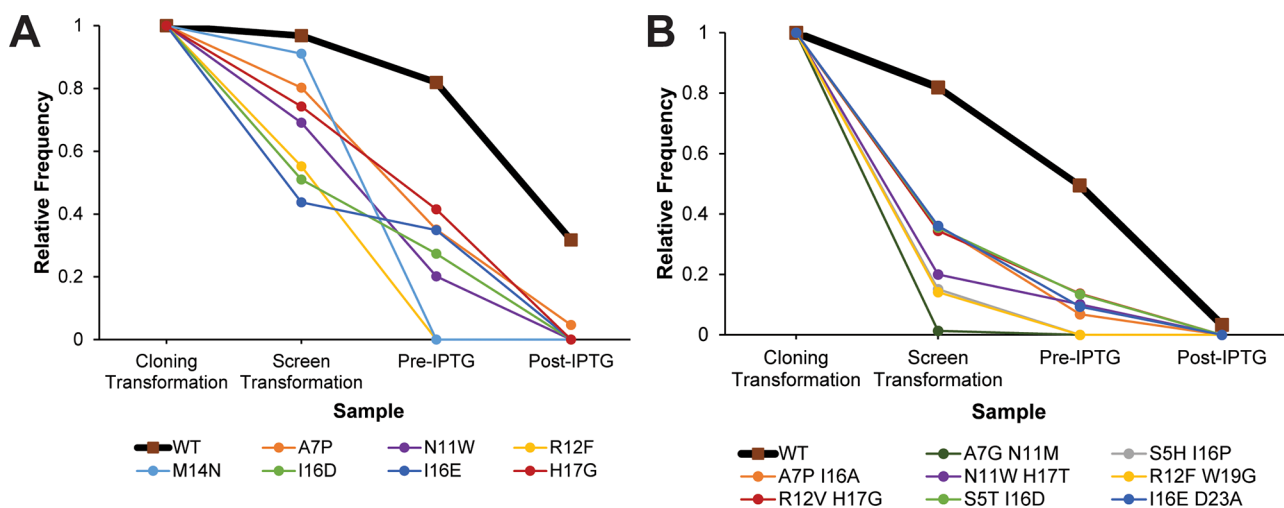 A
Relative Frequency
1
0.8
0.6
0.4
0.2
0
Cloning
Transformation
Screen
Transformation
Pre-IPTG
Post-IPTG
Sample
WT A7P N11W R12F
M14N I16D I16E H17G
B
Relative Frequency
1
0.8
0.6
0.4
0.2
0
Cloning
Transformation
Screen
Transformation
Pre-IPTG
Post-IPTG
Sample
WT A7G N11M S5H I16P
A7P I16A N11W H17T R12F W19G
R12V H17G S5T I16D I16E D23A